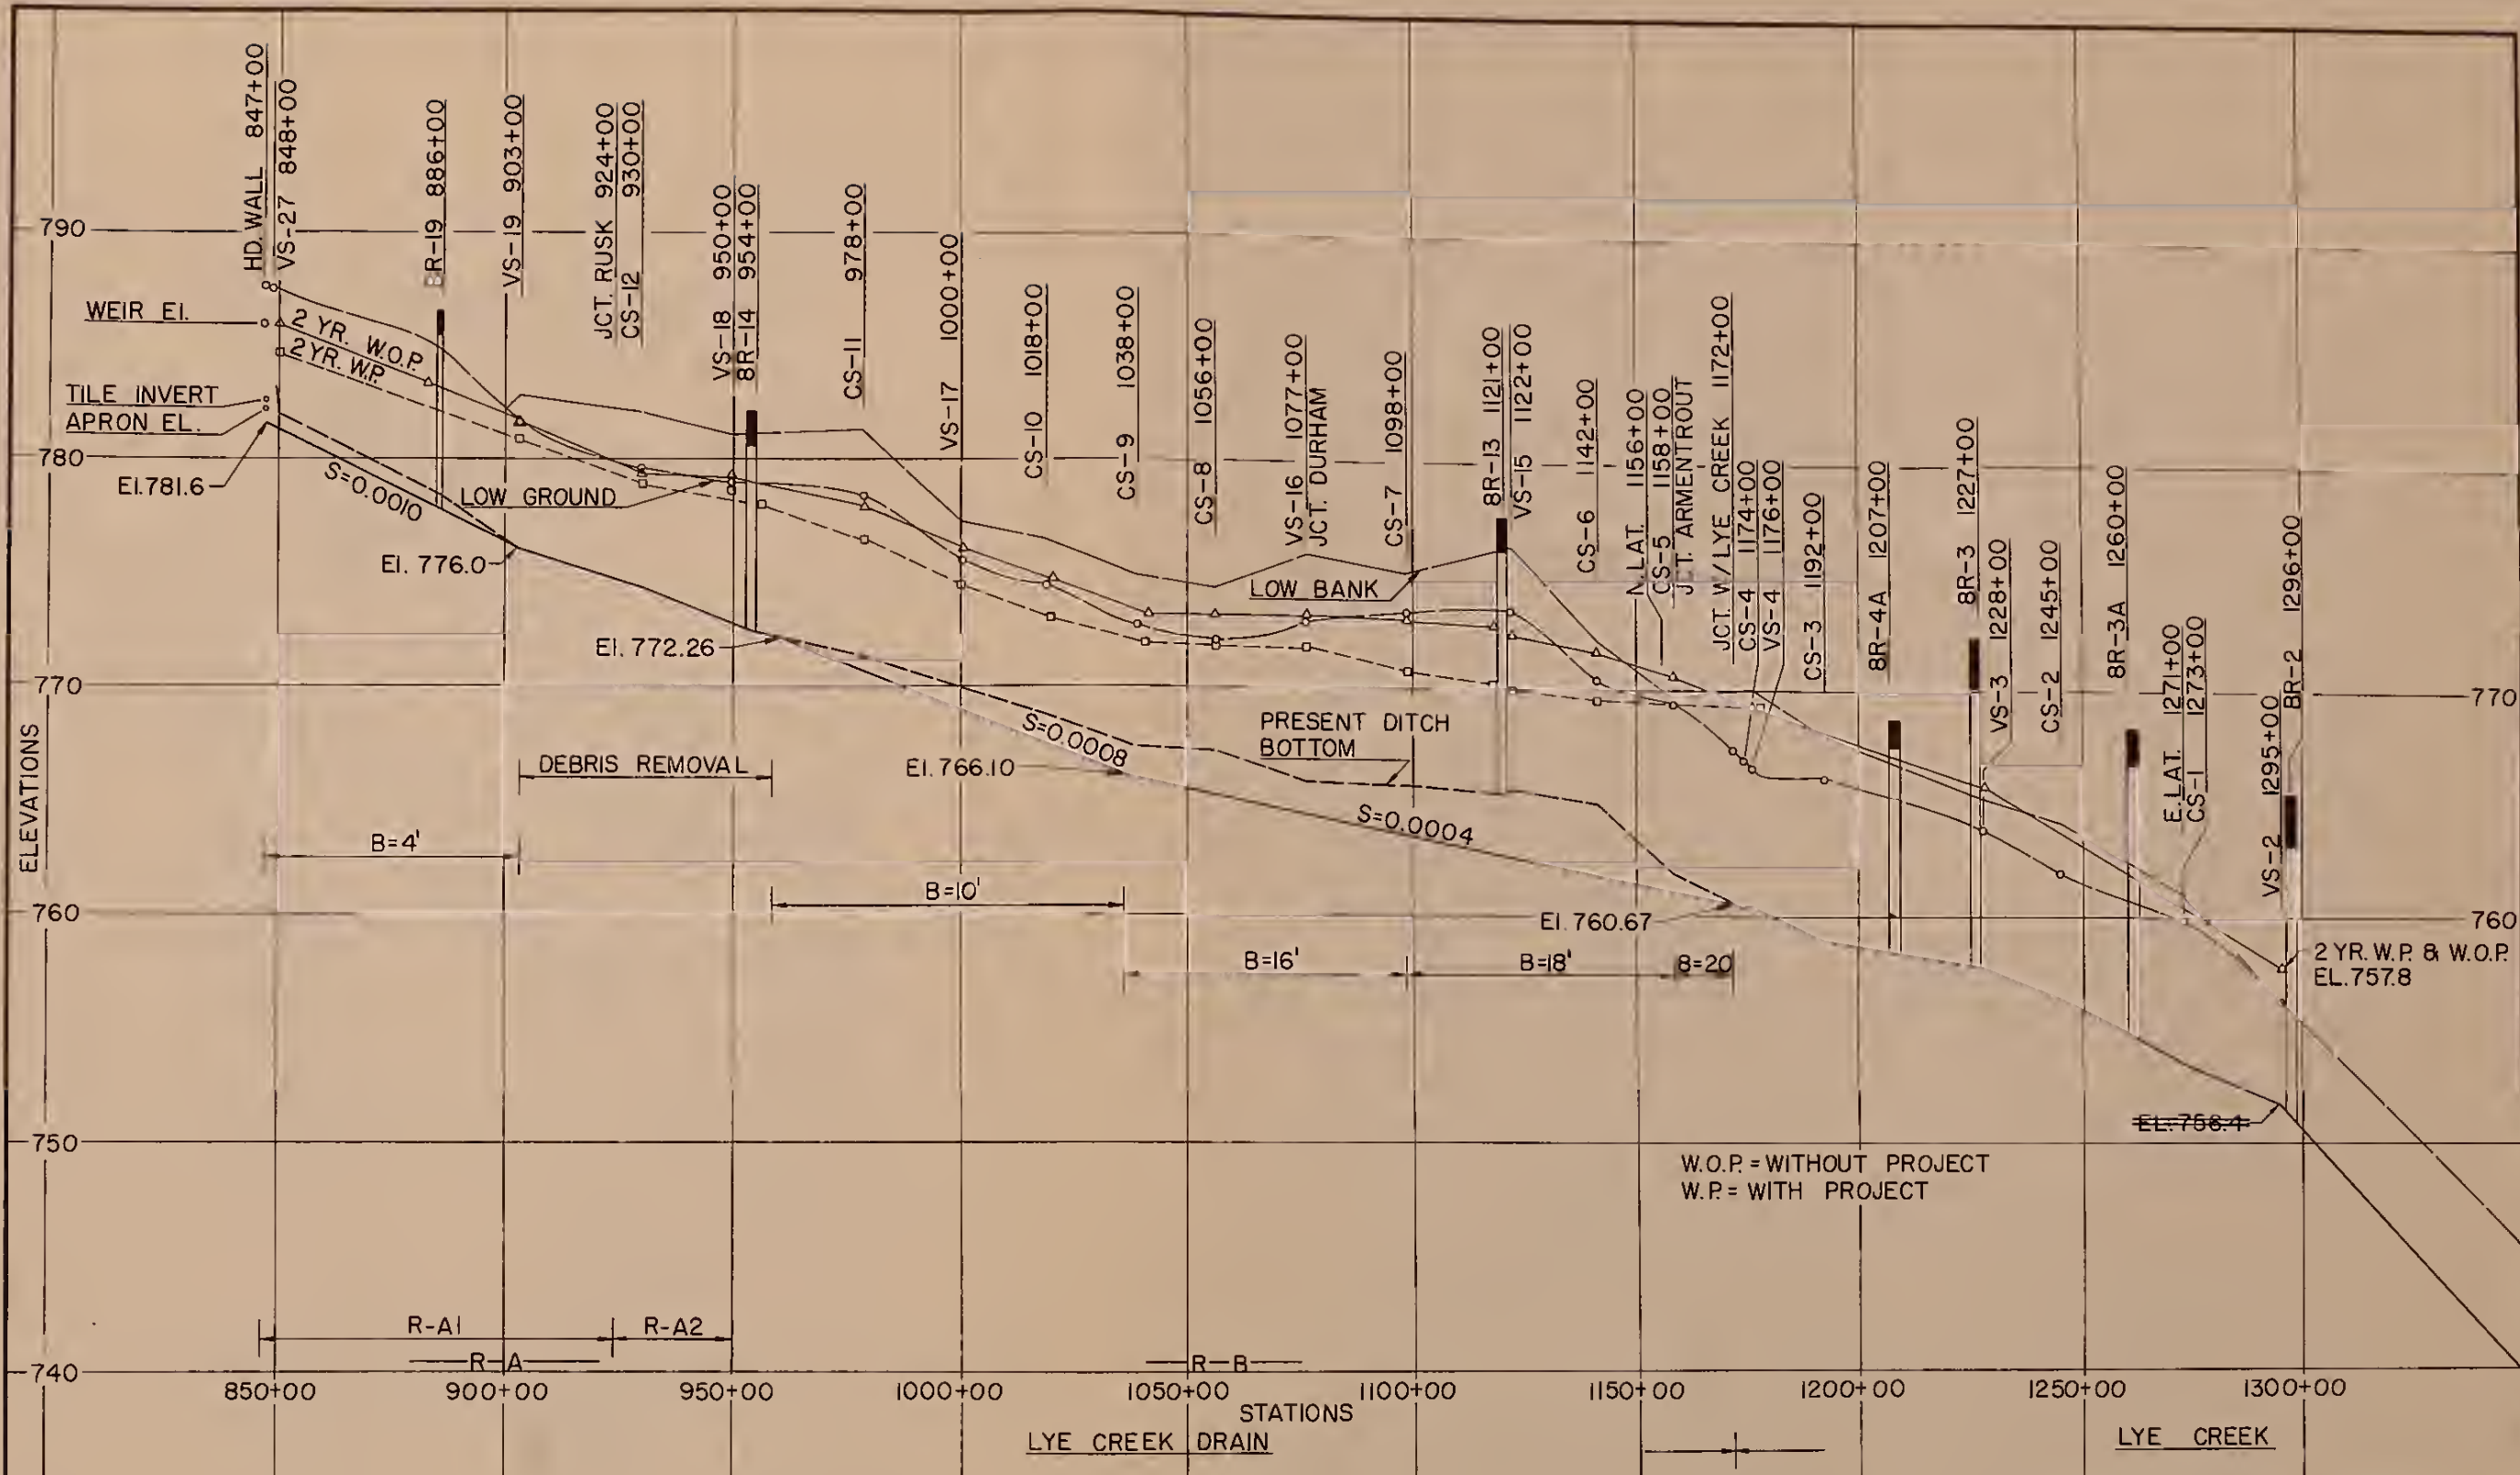 HD. WALL 847+00
VS-27 848+00
BR-19 886+00
VS-19 903+00
JCT. RUSK 924+00
CS-12 930+00
VS-18 950+00
BR-14 954+00
CS-11 978+00
VS-17 1000+00
CS-10 1018+00
CS-9 1038+00
CS-8 1056+00
VS-16 1077+00
JCT. DURHAM
CS-7 1098+00
BR-13 1121+00
VS-15 1122+00
CS-6 1142+00
N.LAT. 1156+00
CS-5 1158+00
JCT. ARMENTROUT
JCT. W/LYE CREEK 1172+00
CS-4 1174+00
VS-4 1176+00
CS-3 1192+00
BR-4A 1207+00
BR-3 1227+00
VS-3 1228+00
CS-2 1245+00
BR-3A 1260+00
E.LAT. 1271+00
CS-1 1273+00
VS-2 1295+00
BR-2 1296+00
790
WEIR El.
2 YR. W.O.P.
2 YR. W.P.
TILE INVERT
APRON EL.
780
El. 781.6
S=0.0010
LOW GROUND
El. 776.0
LOW BANK
El. 772.26
770
770
PRESENT DITCH
BOTTOM
S=0.0008
DEBRIS REMOVAL
El. 766.10
S=0.0004
ELEVATIONS
B=4'
B=10'
760
El. 760.67
760
B=16'
B=18'
B=20
2 YR. W.P. & W.O.P.
EL. 757.8
EL. 756.4
750
W.O.P. = WITHOUT PROJECT
W.P. = WITH PROJECT
R-A1
R-A2
R-A
R-B
740
850+00
900+00
950+00
1000+00
1050+00
1100+00
1150+00
1200+00
1250+00
1300+00
STATIONS
LYE CREEK DRAIN
LYE CREEK